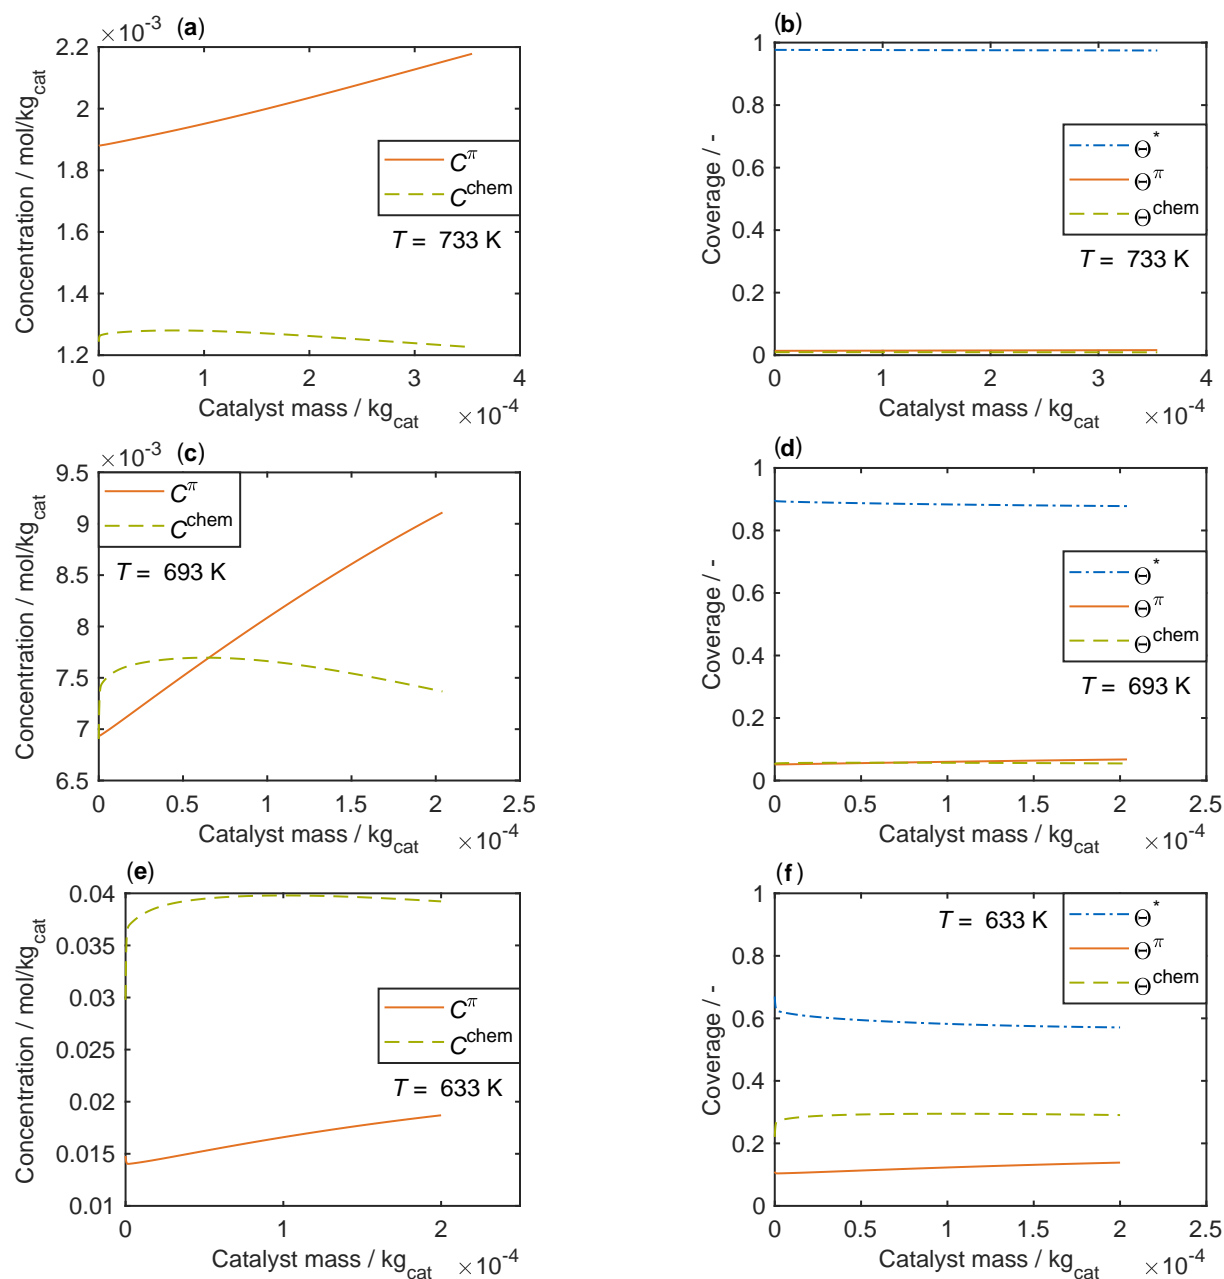 ×10^-3 (a)
2.2
2
1.8
1.6
1.4
1.2
0 1 2 3 4
Concentration / mol/kg_cat
C^π
C^chem
T = 733 K
Catalyst mass / kg_cat ×10^-4
(b)
1
0.8
0.6
0.4
0.2
0
0 1 2 3 4
Coverage / -
Θ^*
Θ^π
Θ^chem
T = 733 K
Catalyst mass / kg_cat ×10^-4
×10^-3 (c)
9.5
9
8.5
8
7.5
7
6.5
0 0.5 1 1.5 2 2.5
Concentration / mol/kg_cat
C^π
C^chem
T = 693 K
Catalyst mass / kg_cat ×10^-4
(d)
1
0.8
0.6
0.4
0.2
0
0 0.5 1 1.5 2 2.5
Coverage / -
Θ^*
Θ^π
Θ^chem
T = 693 K
Catalyst mass / kg_cat ×10^-4
(e)
0.04
0.035
0.03
0.025
0.02
0.015
0.01
0 1 2
Concentration / mol/kg_cat
C^π
C^chem
T = 633 K
Catalyst mass / kg_cat ×10^-4
(f)
1
0.8
0.6
0.4
0.2
0
0 0.5 1 1.5 2 2.5
Coverage / -
T = 633 K
Θ^*
Θ^π
Θ^chem
Catalyst mass / kg_cat ×10^-4